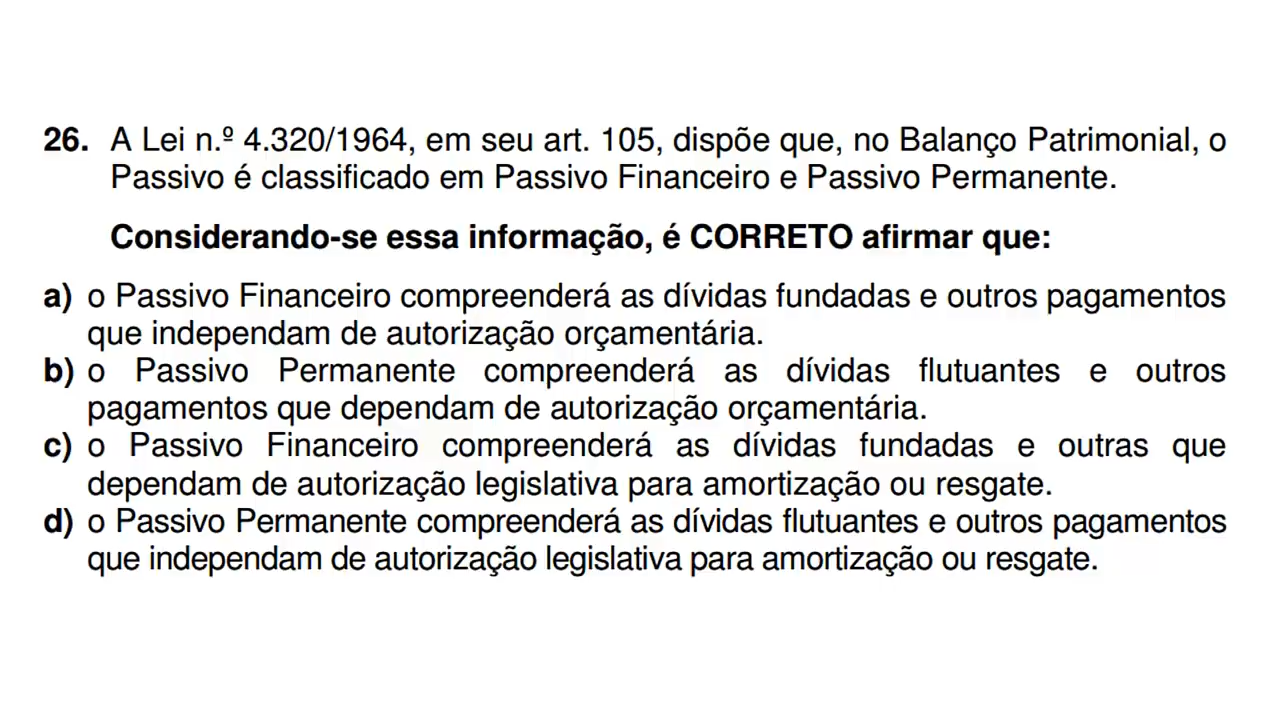 26. A Lei n.º 4.320/1964, em seu art. 105, dispõe que, no Balanço Patrimonial, o
Passivo é classificado em Passivo Financeiro e Passivo Permanente.
Considerando-se essa informação, é CORRETO afirmar que:
a) o Passivo Financeiro compreenderá as dívidas fundadas e outros pagamentos
que independam de autorização orçamentária.
b) o Passivo Permanente compreenderá as dívidas flutuantes e outros
pagamentos que dependam de autorização orçamentária.
c) o Passivo Financeiro compreenderá as dívidas fundadas e outras que
dependam de autorização legislativa para amortização ou resgate.
d) o Passivo Permanente compreenderá as dívidas flutuantes e outros pagamentos
que independam de autorização legislativa para amortização ou resgate.